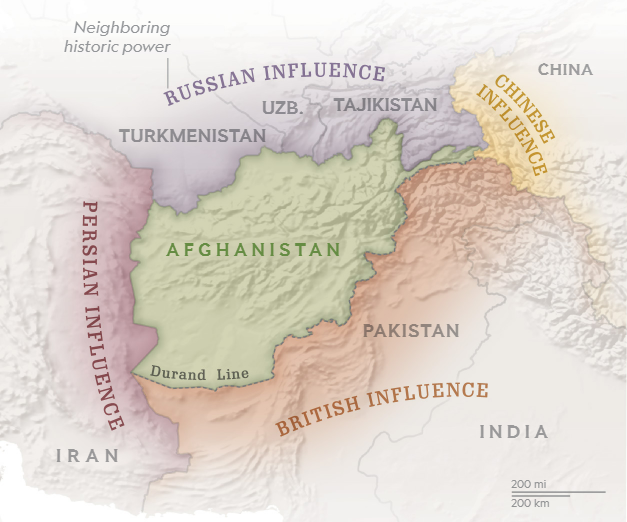 Neighboring
historic power
RUSSIAN INFLUENCE
CHINA
CHINESE
INFLUENCE
UZB.
TAJIKISTAN
TURKMENISTAN
PERSIAN INFLUENCE
AFGHANISTAN
PAKISTAN
Durand Line
BRITISH INFLUENCE
INDIA
IRAN
200 mi
200 km